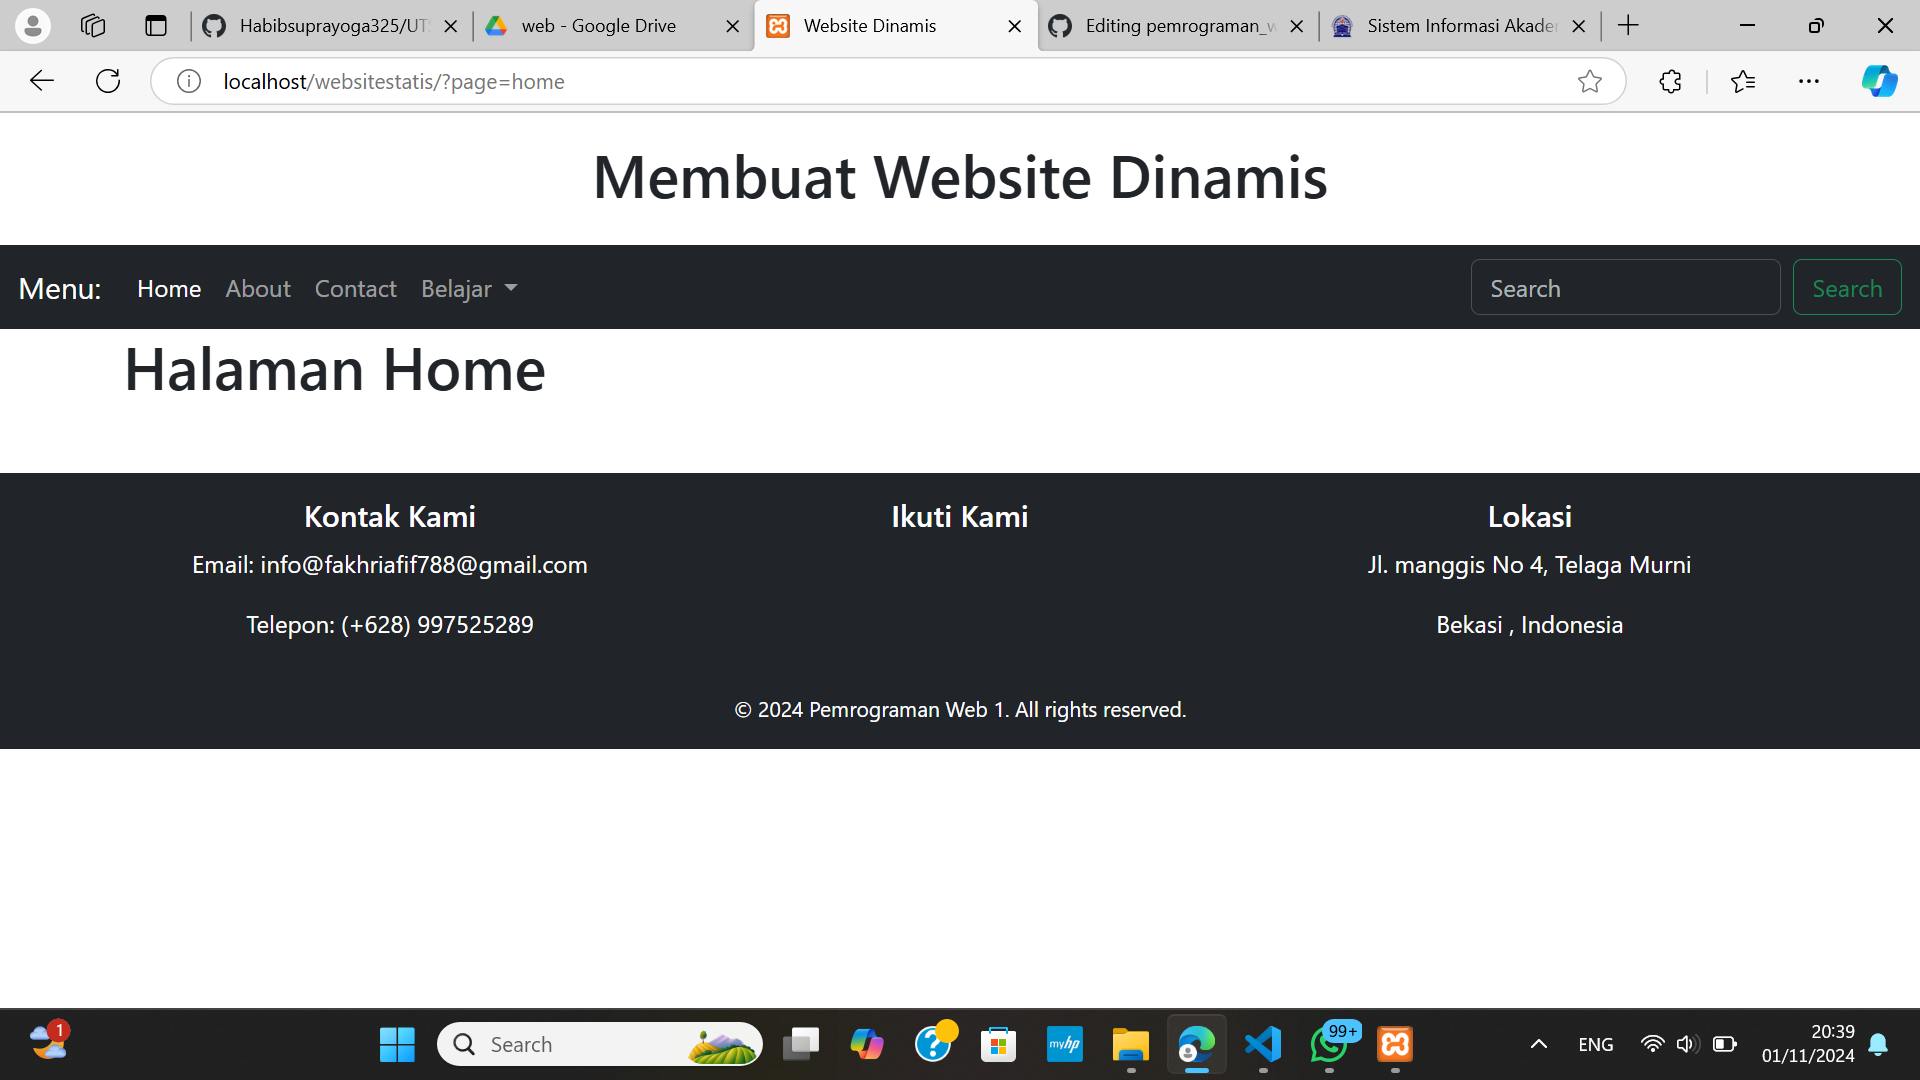 Habibsuprayoga325/UT
web - Google Drive
Website Dinamis
Editing pemrograman_w
Sistem Informasi Akade
localhost/websitestatis/?page=home
Membuat Website Dinamis
Menu: Home About Contact Belajar
Search Search
Halaman Home
Kontak Kami
Email: info@fakhriafif788@gmail.com
Telepon: (+628) 997525289
Ikuti Kami
Lokasi
Jl. manggis No 4, Telaga Murni
Bekasi , Indonesia
© 2024 Pemrograman Web 1. All rights reserved.
1
Search
myhp
99+
ENG
20:39
01/11/2024